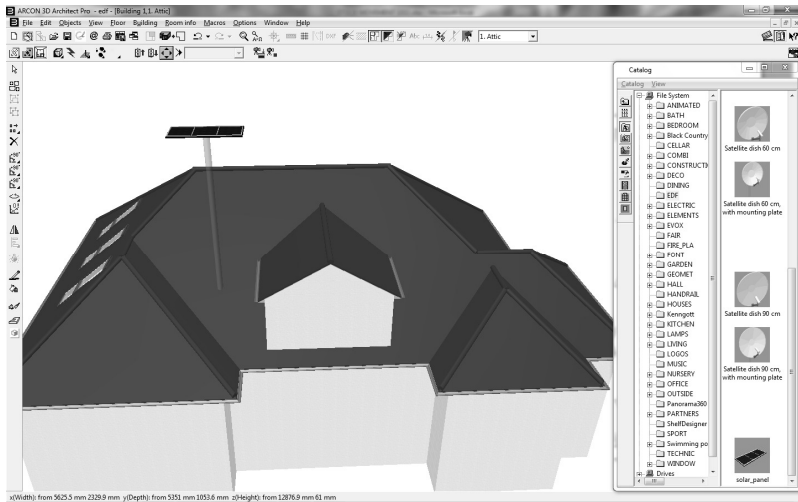 ARCON 3D Architect Pro - edf - [Building 1,1. Attic]
File Edit Objects View Floor Building Room info Macros Options Window Help
DXF
Abc
1. Attic
Catalog
Catalog View
File System
ANIMATED
BATH
BEDROOM
Black Country
CELLAR
COMBI
CONSTRUCTI
DECO
DINING
EDF
ELECTRIC
ELEMENTS
EVOX
FAIR
FIRE_PLA
FONT
GARDEN
GEOMET
HALL
HANDRAIL
HOUSES
Kenngott
KITCHEN
LAMPS
LIVING
LOGOS
MUSIC
NURSERY
OFFICE
OUTSIDE
Panorama360
PARTNERS
ShelfDesigner
SPORT
Swimming po
TECHNIC
WINDOW
Drives
Satellite dish 60 cm
Satellite dish 60 cm,
with mounting plate
Satellite dish 90 cm
Satellite dish 90 cm,
with mounting plate
solar_panel
x(Width): from 5625.5 mm 2329.9 mm y(Depth): from 5351 mm 1053.6 mm z(Height): from 12876.9 mm 61 mm